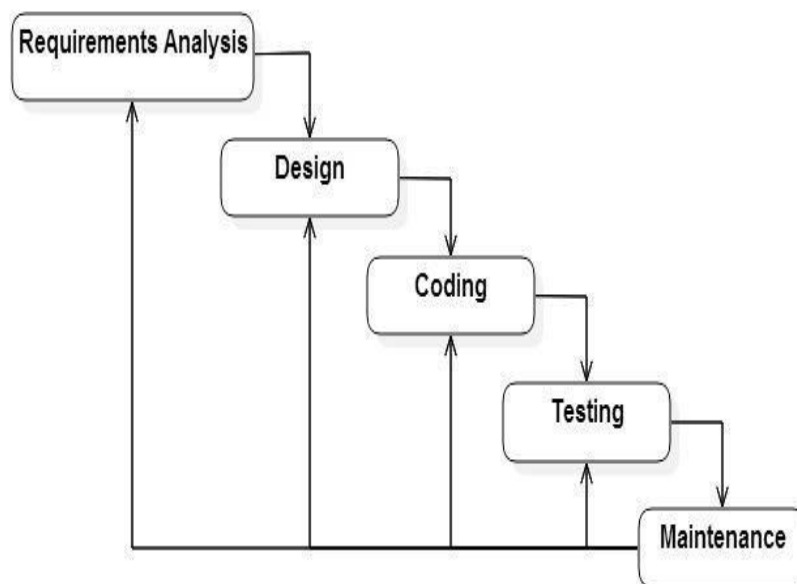 Requirements Analysis
Design
Coding
Testing
Maintenance